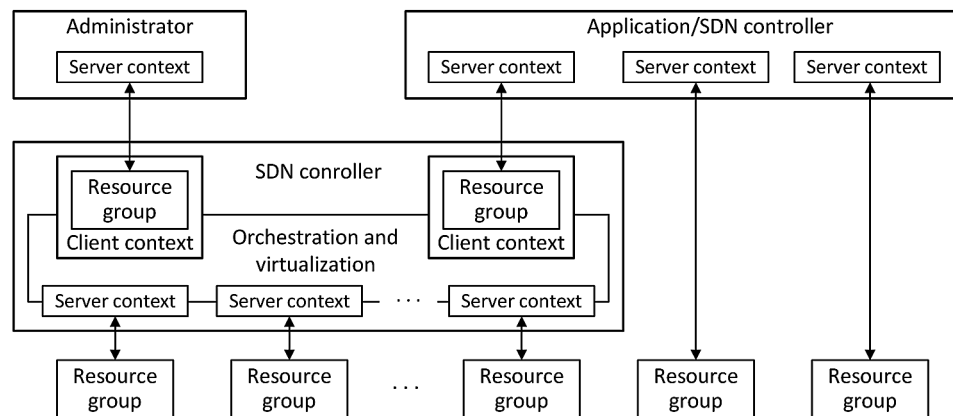 Administrator
Application/SDN controller
Server context
Server context
Server context
Server context
SDN conroller
Resource
group
Client context
Resource
group
Client context
Orchestration and
virtualization
Server context
Server context
· · ·
Server context
Resource
group
Resource
group
· · ·
Resource
group
Resource
group
Resource
group